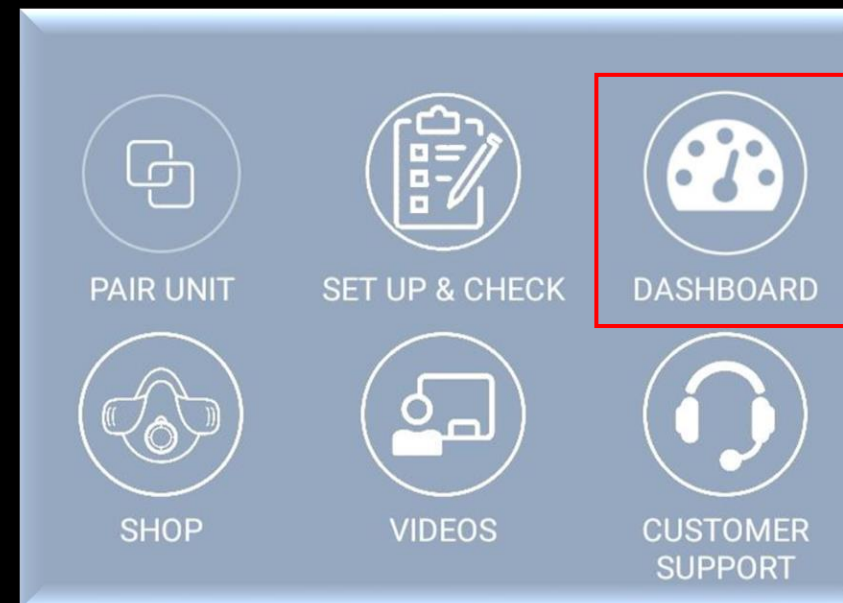 PAIR UNIT
SET UP & CHECK
DASHBOARD
SHOP
VIDEOS
CUSTOMER
SUPPORT